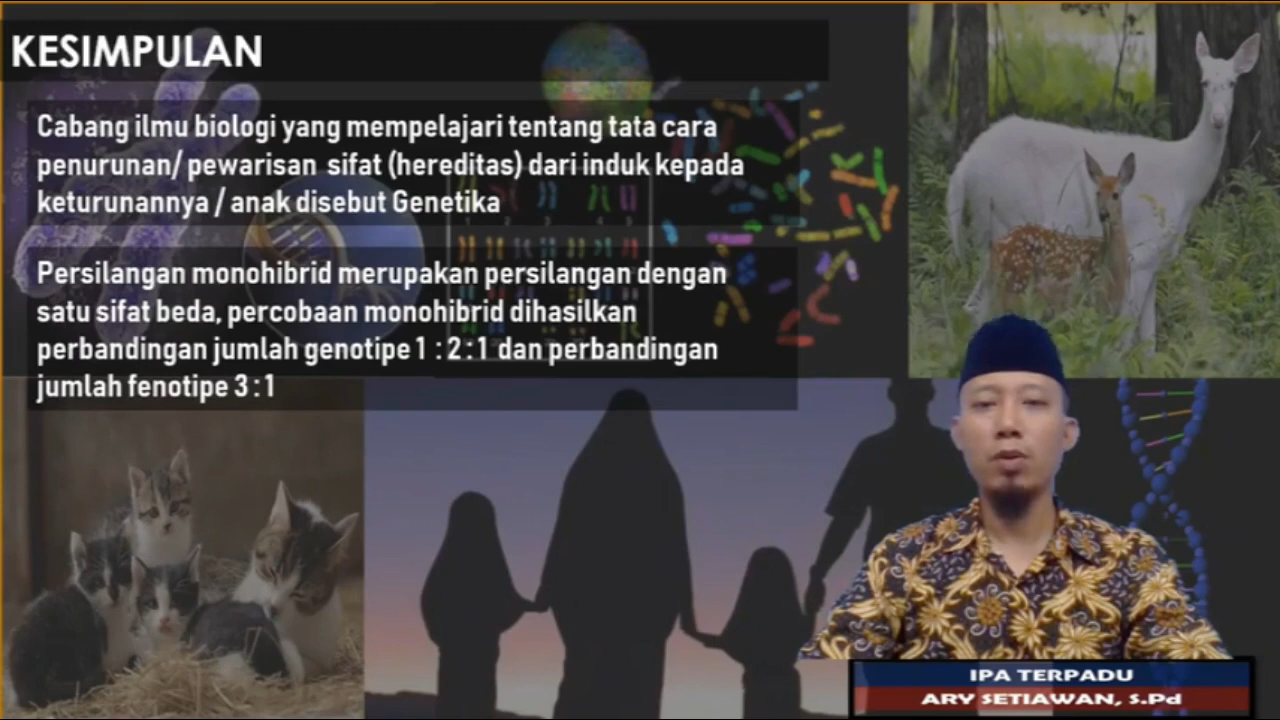 KESIMPULAN
Cabang ilmu biologi yang mempelajari tentang tata cara
penurunan/ pewarisan sifat (hereditas) dari induk kepada
keturunannya / anak disebut Genetika
Persilangan monohibrid merupakan persilangan dengan
satu sifat beda, percobaan monohibrid dihasilkan
perbandingan jumlah genotipe 1 : 2 : 1 dan perbandingan
jumlah fenotipe 3 : 1
IPA TERPADU
ARY SETIAWAN, S.Pd